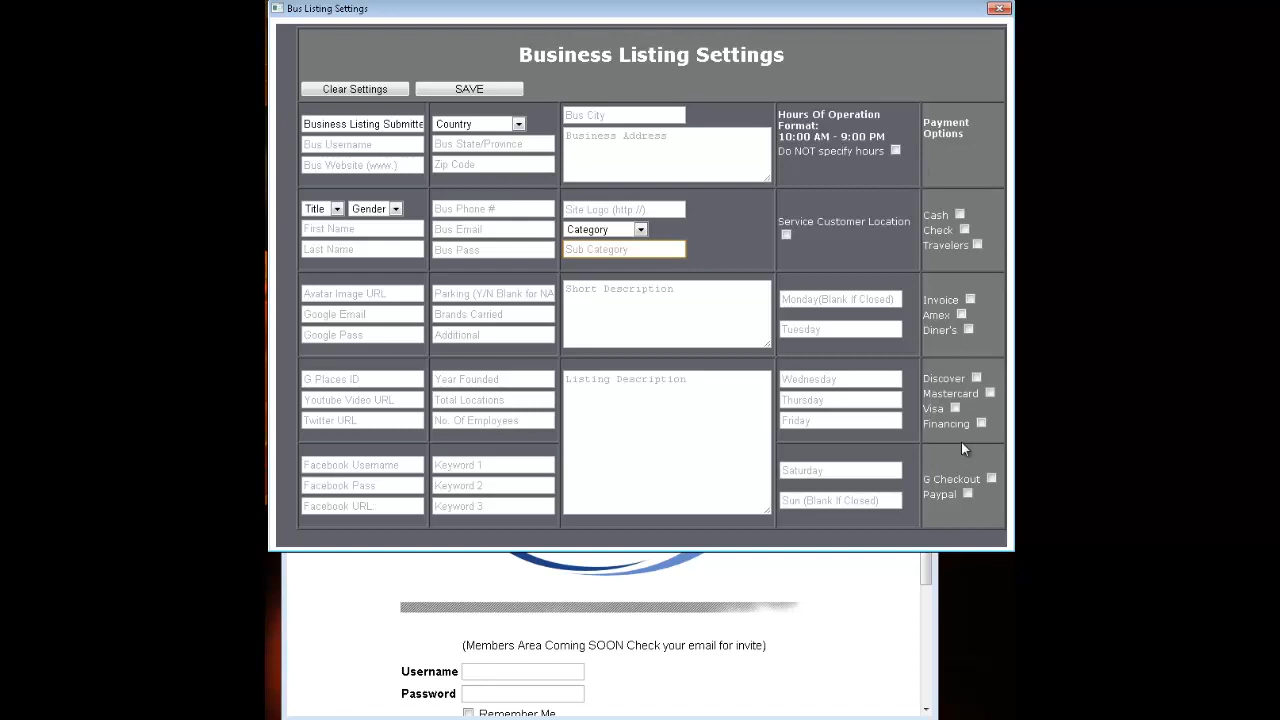 Bus Listing Settings
Business Listing Settings
Clear Settings
SAVE
Business Listing Submitte
Bus Username
Bus Website (www.)
Country
Bus State/Province
Zip Code
Bus City
Business Address
Hours Of Operation
Format:
10:00 AM - 9:00 PM
Do NOT specify hours
Payment
Options
Title
Gender
First Name
Last Name
Bus Phone #
Bus Email
Bus Pass
Site Logo (http //)
Category
Sub Category
Service Customer Location
Cash
Check
Travelers
Avatar Image URL
Google Email
Google Pass
Parking (Y/N Blank for NA
Brands Carried
Additional
Short Description
Monday(Blank If Closed)
Tuesday
Invoice
Amex
Diner's
G Places ID
Youtube Video URL
Twitter URL
Year Founded
Total Locations
No. Of Employees
Listing Description
Wednesday
Thursday
Friday
Discover
Mastercard
Visa
Financing
Facebook Username
Facebook Pass
Facebook URL
Keyword 1
Keyword 2
Keyword 3
Saturday
Sun (Blank If Closed)
G Checkout
Paypal
(Members Area Coming SOON Check your email for invite)
Username
Password
Remember Me